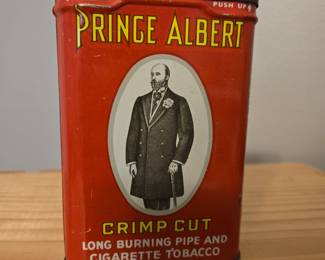 PUSH UP
PRINCE ALBERT
CRIMP CUT
LONG BURNING PIPE AND
CIGARETTE TOBACCO